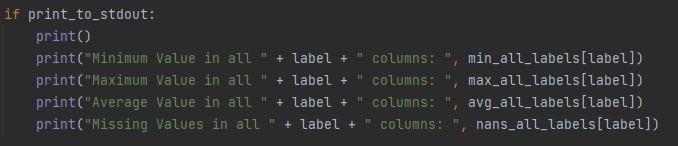 if print_to_stdout:
    print()
    print("Minimum Value in all " + label + " columns: ", min_all_labels[label])
    print("Maximum Value in all " + label + " columns: ", max_all_labels[label])
    print("Average Value in all " + label + " columns: ", avg_all_labels[label])
    print("Missing Values in all " + label + " columns: ", nans_all_labels[label])